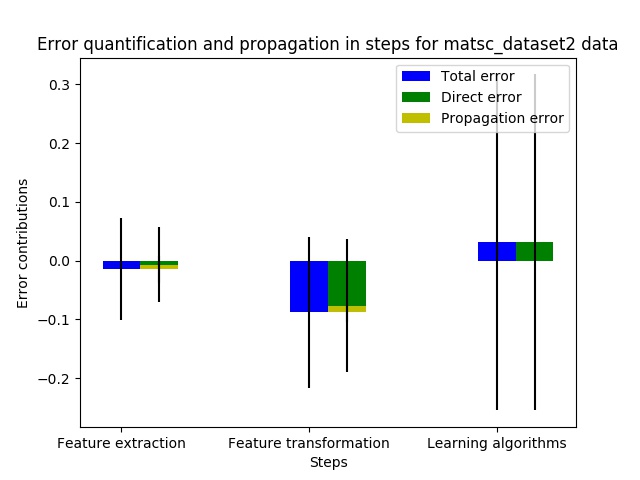 Error quantification and propagation in steps for matsc_dataset2 data
Total error
Direct error
Propagation error
0.3
0.2
0.1
0.0
−0.1
−0.2
Error contributions
Feature extraction
Feature transformation
Learning algorithms
Steps